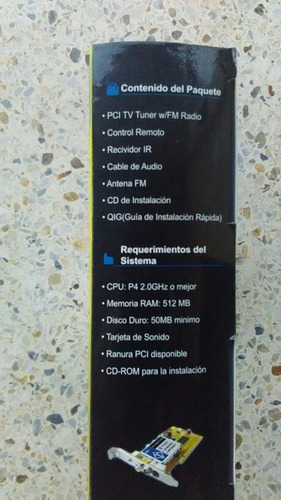 Contenido del Paquete
• PCI TV Tuner w/FM Radio
• Control Remoto
• Recividor IR
• Cable de Audio
• Antena FM
• CD de Instalación
• QIG(Guia de Instalación Rápida)
Requerimientos del
Sistema
• CPU: P4 2.0GHz o mejor
• Memoria RAM: 512 MB
• Disco Duro: 50MB minimo
• Tarjeta de Sonido
• Ranura PCI disponible
• CD-ROM para la instalación